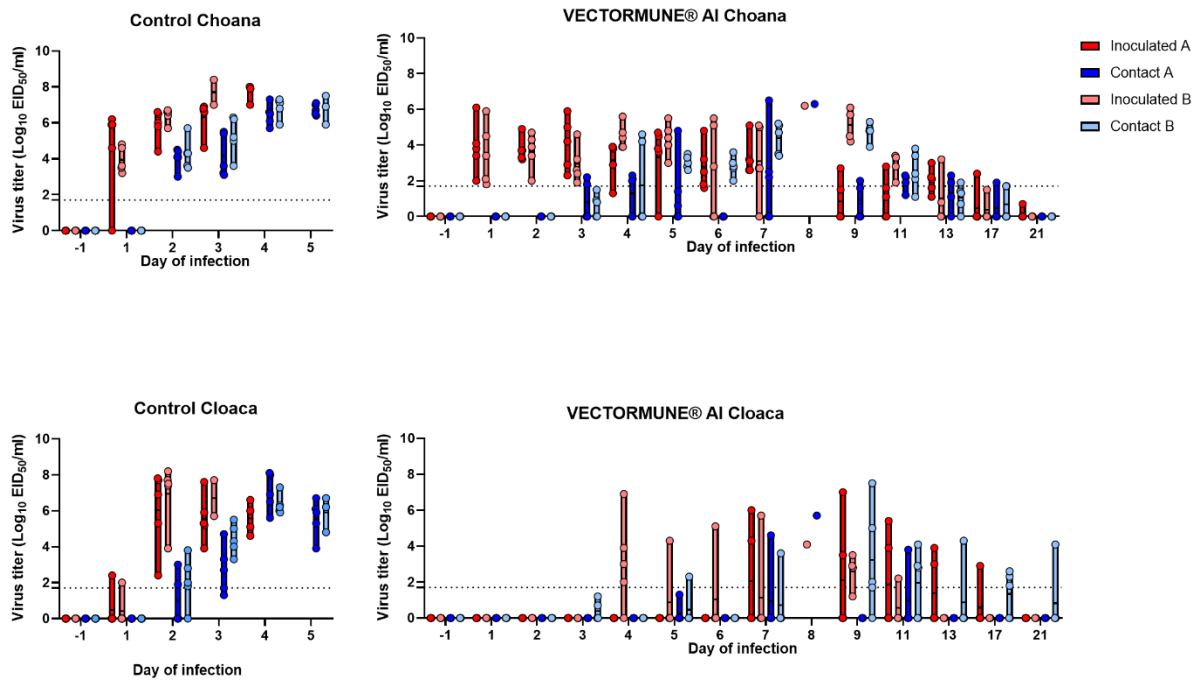 Control Choana
VECTORMUNE® AI Choana
Inoculated A
Contact A
Inoculated B
Contact B
Virus titer (Log10 EID50/ml)
10
8
6
4
2
0
-1 1 2 3 4 5
Day of infection
Virus titer (Log10 EID50/ml)
10
8
6
4
2
0
-1 1 2 3 4 5 6 7 8 9 11 13 17 21
Day of infection
Control Cloaca
VECTORMUNE® AI Cloaca
Virus titer (Log10 EID50/ml)
10
8
6
4
2
0
-1 1 2 3 4 5
Day of infection
Virus titer (Log10 EID50/ml)
10
8
6
4
2
0
-1 1 2 3 4 5 6 7 8 9 11 13 17 21
Day of infection